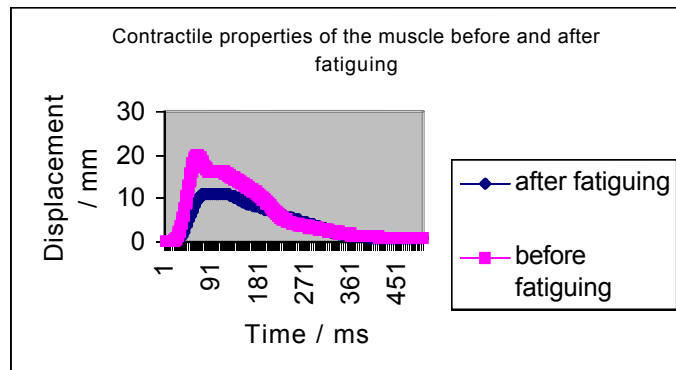 Contractile properties of the muscle before and after
fatiguing
Displacement
/ mm
30
20
10
0
1
91
181
271
361
451
Time / ms
after fatiguing
before
fatiguing